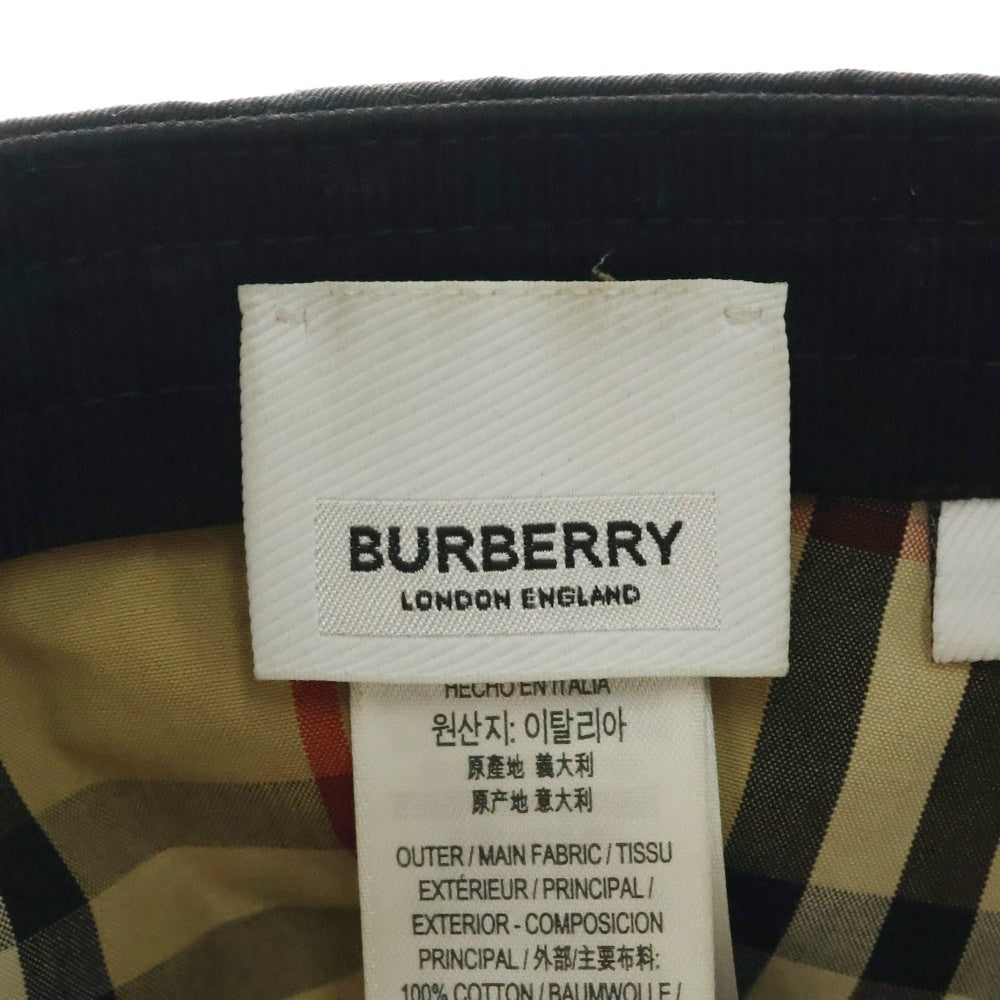 BURBERRY
LONDON ENGLAND
HECHO EN ITALIA
원산지: 이탈리아
原產地 義大利
原产地 意大利
OUTER / MAIN FABRIC / TISSU
EXTÉRIEUR / PRINCIPAL /
EXTERIOR - COMPOSICION
PRINCIPAL / 外部/主要布料:
100% COTTON / BAUMWOLLE /